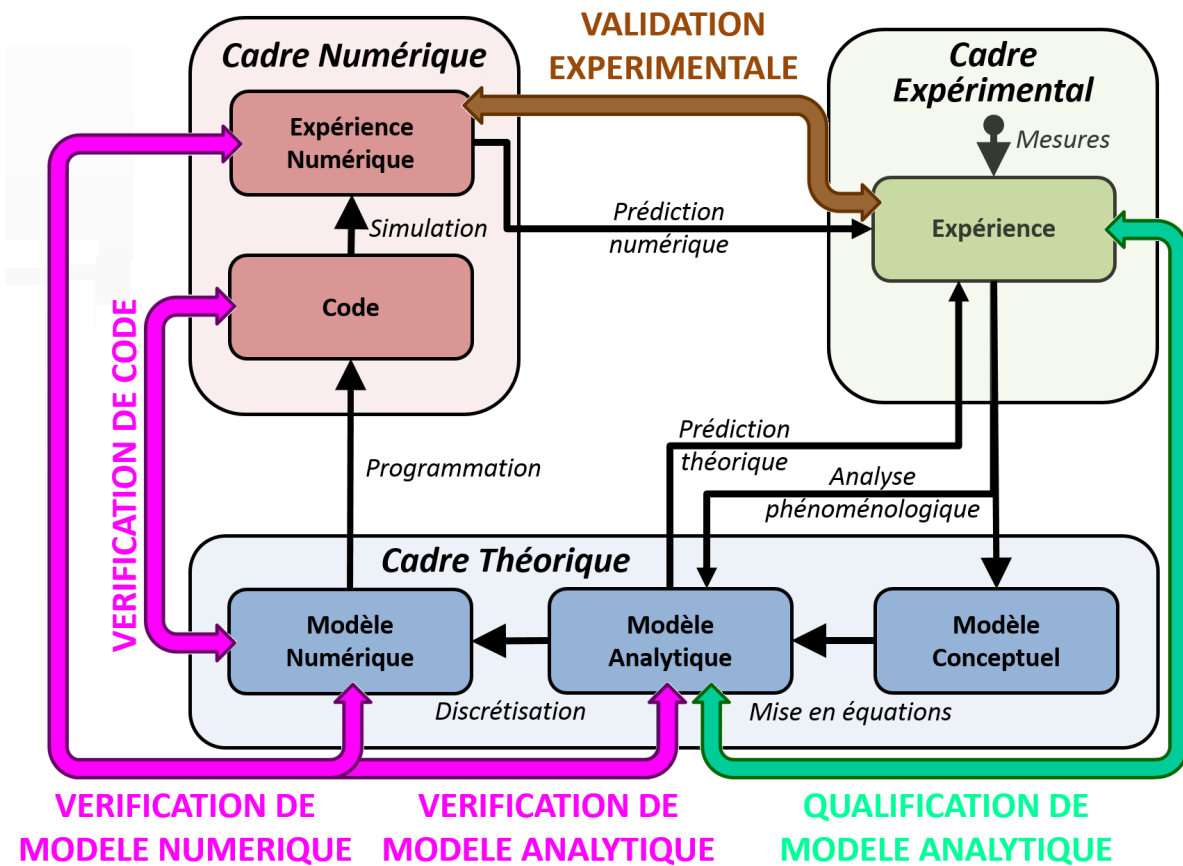 VALIDATION
EXPERIMENTALE
Cadre Numérique
Cadre
Expérimental
Expérience
Numérique
Mesures
Simulation
Prédiction
numérique
Expérience
Code
VERIFICATION DE CODE
Programmation
Prédiction
théorique
Analyse
phénoménologique
Cadre Théorique
Modèle
Numérique
Modèle
Analytique
Modèle
Conceptuel
Discrétisation
Mise en équations
VERIFICATION DE
MODELE NUMERIQUE
VERIFICATION DE
MODELE ANALYTIQUE
QUALIFICATION DE
MODELE ANALYTIQUE